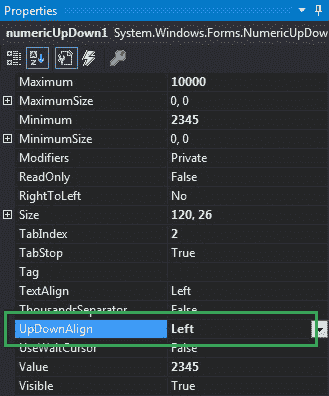 Properties
numericUpDown1 System.Windows.Forms.NumericUpDow
Maximum 10000
MaximumSize 0, 0
Minimum 2345
MinimumSize 0, 0
Modifiers Private
ReadOnly False
RightToLeft No
Size 120, 26
TabIndex 2
TabStop True
Tag
TextAlign Left
ThousandsSeparator False
UpDownAlign Left
UseWaitCursor False
Value 2345
Visible True